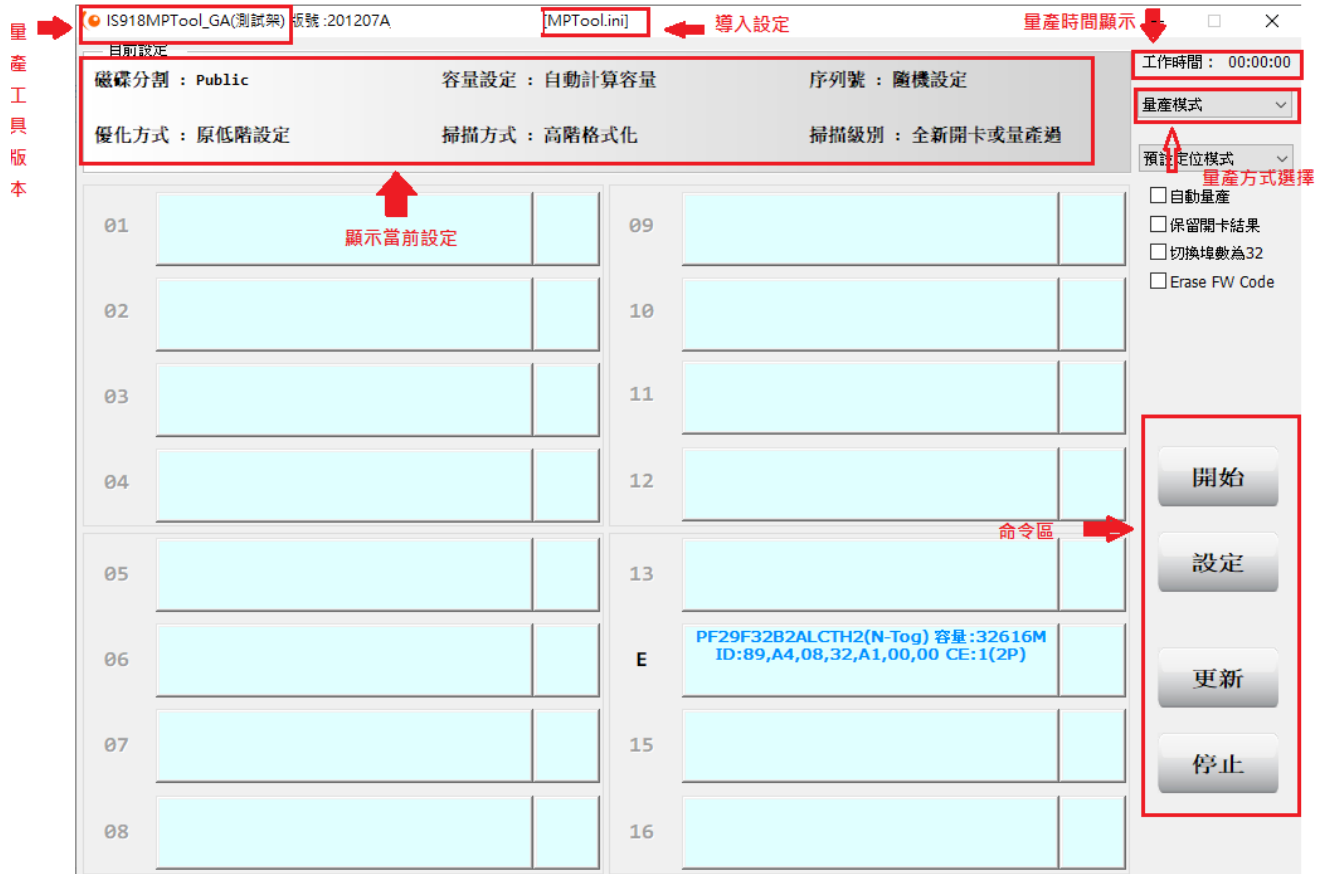 IS918MPTool_GA(測試架) 版號 :201207A
[MPTool.ini]
導入設定
量產時間顯示
量產工具版本
目前設定
磁碟分割 : Public
容量設定 : 自動計算容量
序列號 : 隨機設定
優化方式 : 原低階設定
掃描方式 : 高階格式化
掃描級別 : 全新開卡或量產過
顯示當前設定
工作時間 : 00:00:00
量產模式
預設定位模式
量產方式選擇
自動量產
保留開卡結果
切換埠數為32
Erase FW Code
01
09
02
10
03
11
04
12
命令區
05
13
06
E
PF29F32B2ALCTH2(N-Tog) 容量:32616M
ID:89,A4,08,32,A1,00,00 CE:1(2P)
07
15
08
16
開始
設定
更新
停止